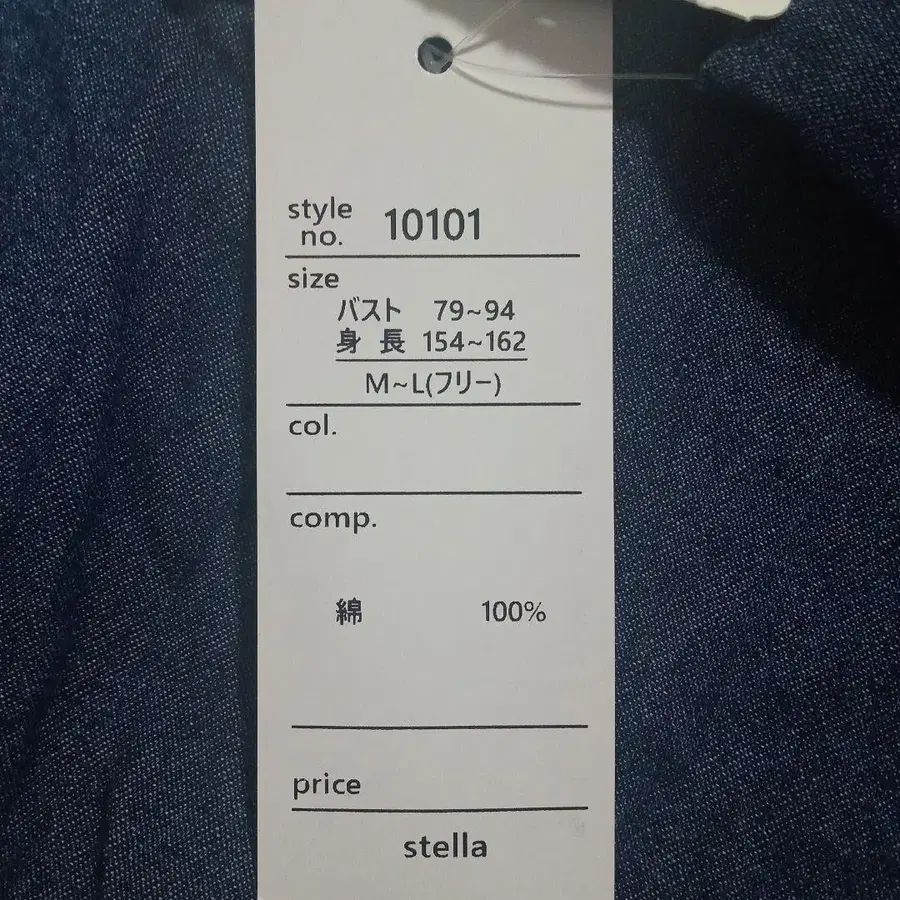 style
no. 10101
size
バスト 79~94
身 長 154~162
M~L(フリー)
col.
comp.
綿 100%
price
stella